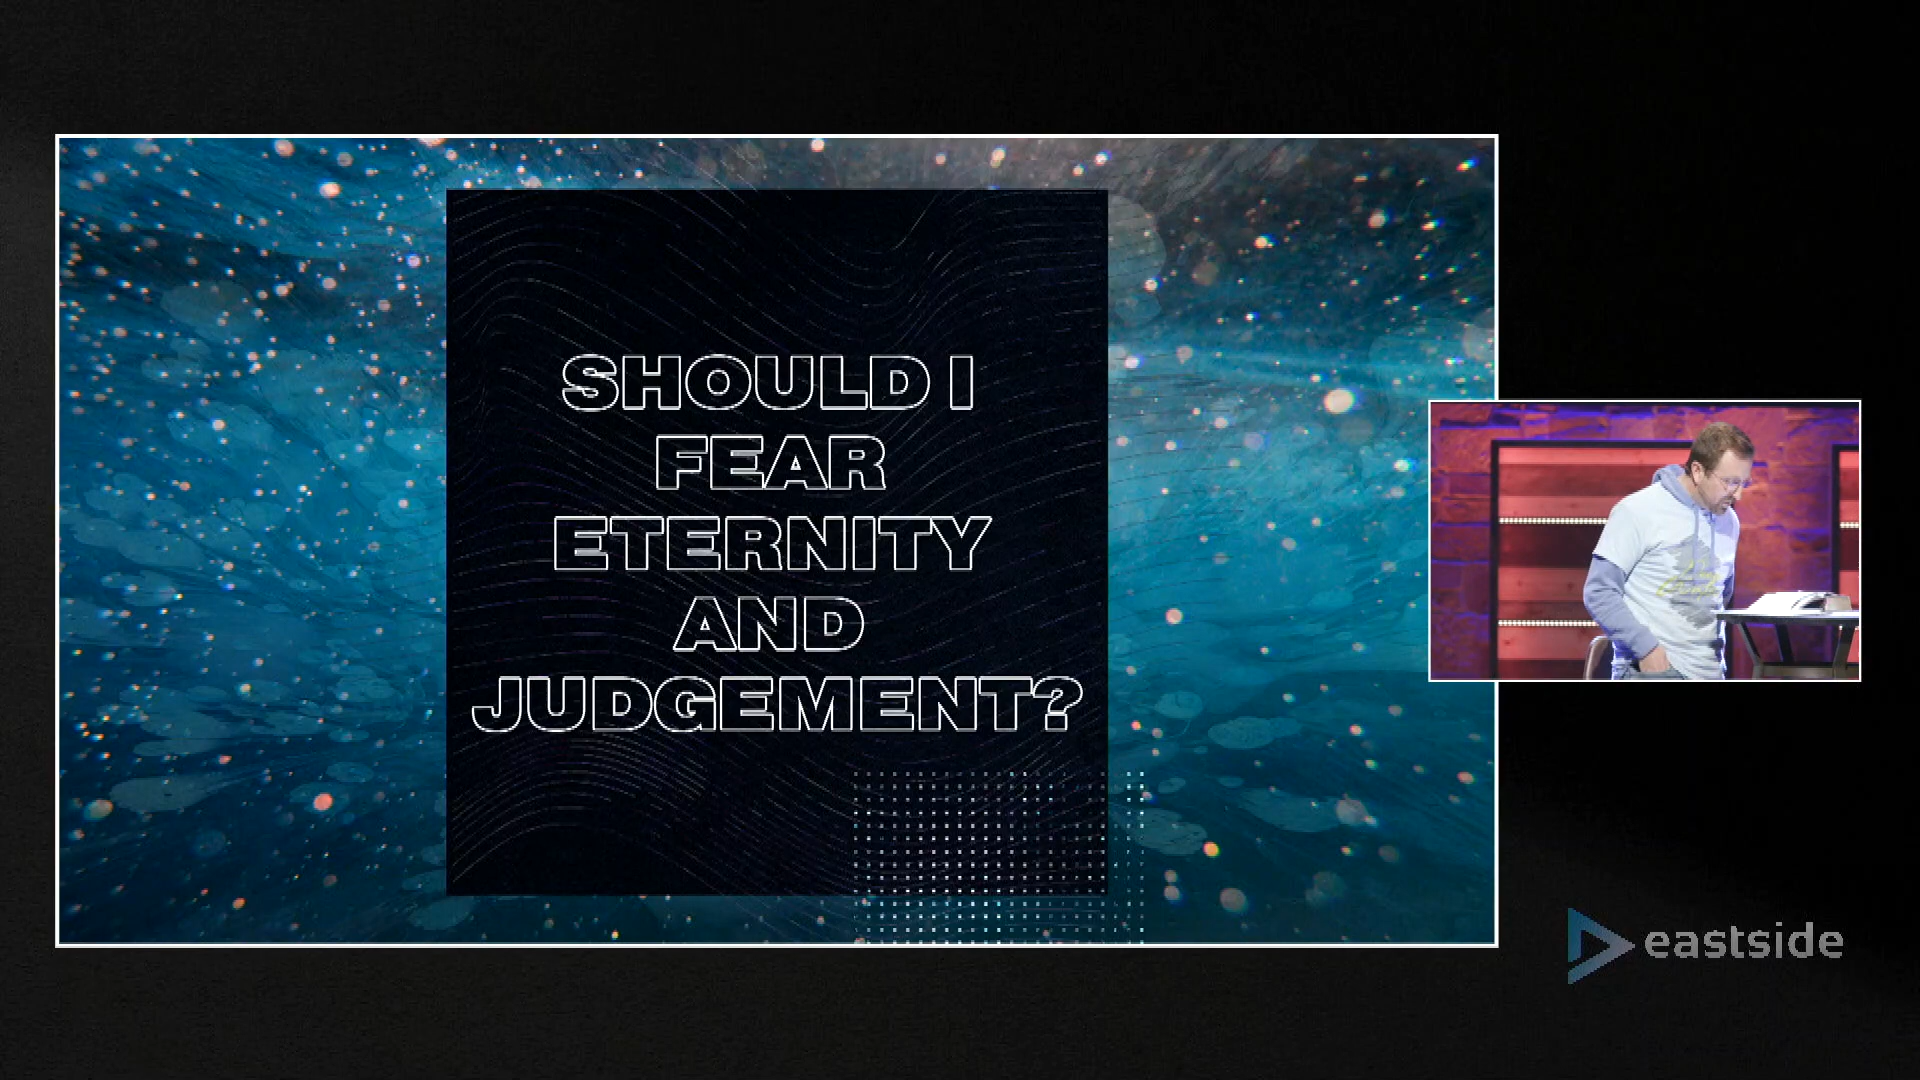 SHOULD I
FEAR
ETERNITY
AND
JUDGEMENT?
eastside